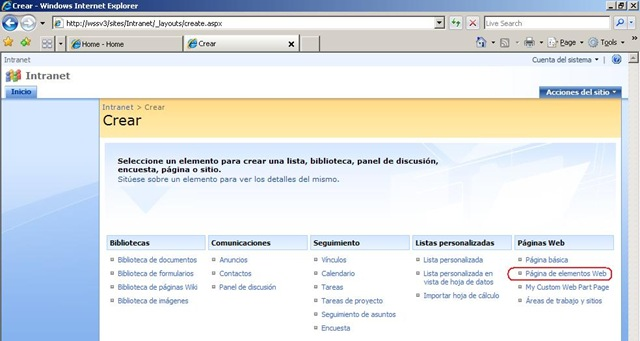 Crear - Windows Internet Explorer
http://wssv3/sites/Intranet/_layouts/create.aspx
Live Search
Home - Home
Crear
Page
Tools
Intranet
Cuenta del sistema
Intranet
Inicio
Acciones del sitio
Intranet > Crear
Crear
Seleccione un elemento para crear una lista, biblioteca, panel de discusión,
encuesta, página o sitio.
Sitúese sobre un elemento para ver los detalles del mismo.
Bibliotecas
Biblioteca de documentos
Biblioteca de formularios
Biblioteca de páginas Wiki
Biblioteca de imágenes
Comunicaciones
Anuncios
Contactos
Panel de discusión
Seguimiento
Vínculos
Calendario
Tareas
Tareas de proyecto
Seguimiento de asuntos
Encuesta
Listas personalizadas
Lista personalizada
Lista personalizada en
vista de hoja de datos
Importar hoja de cálculo
Páginas Web
Página básica
Página de elementos Web
My Custom Web Part Page
Áreas de trabajo y sitios